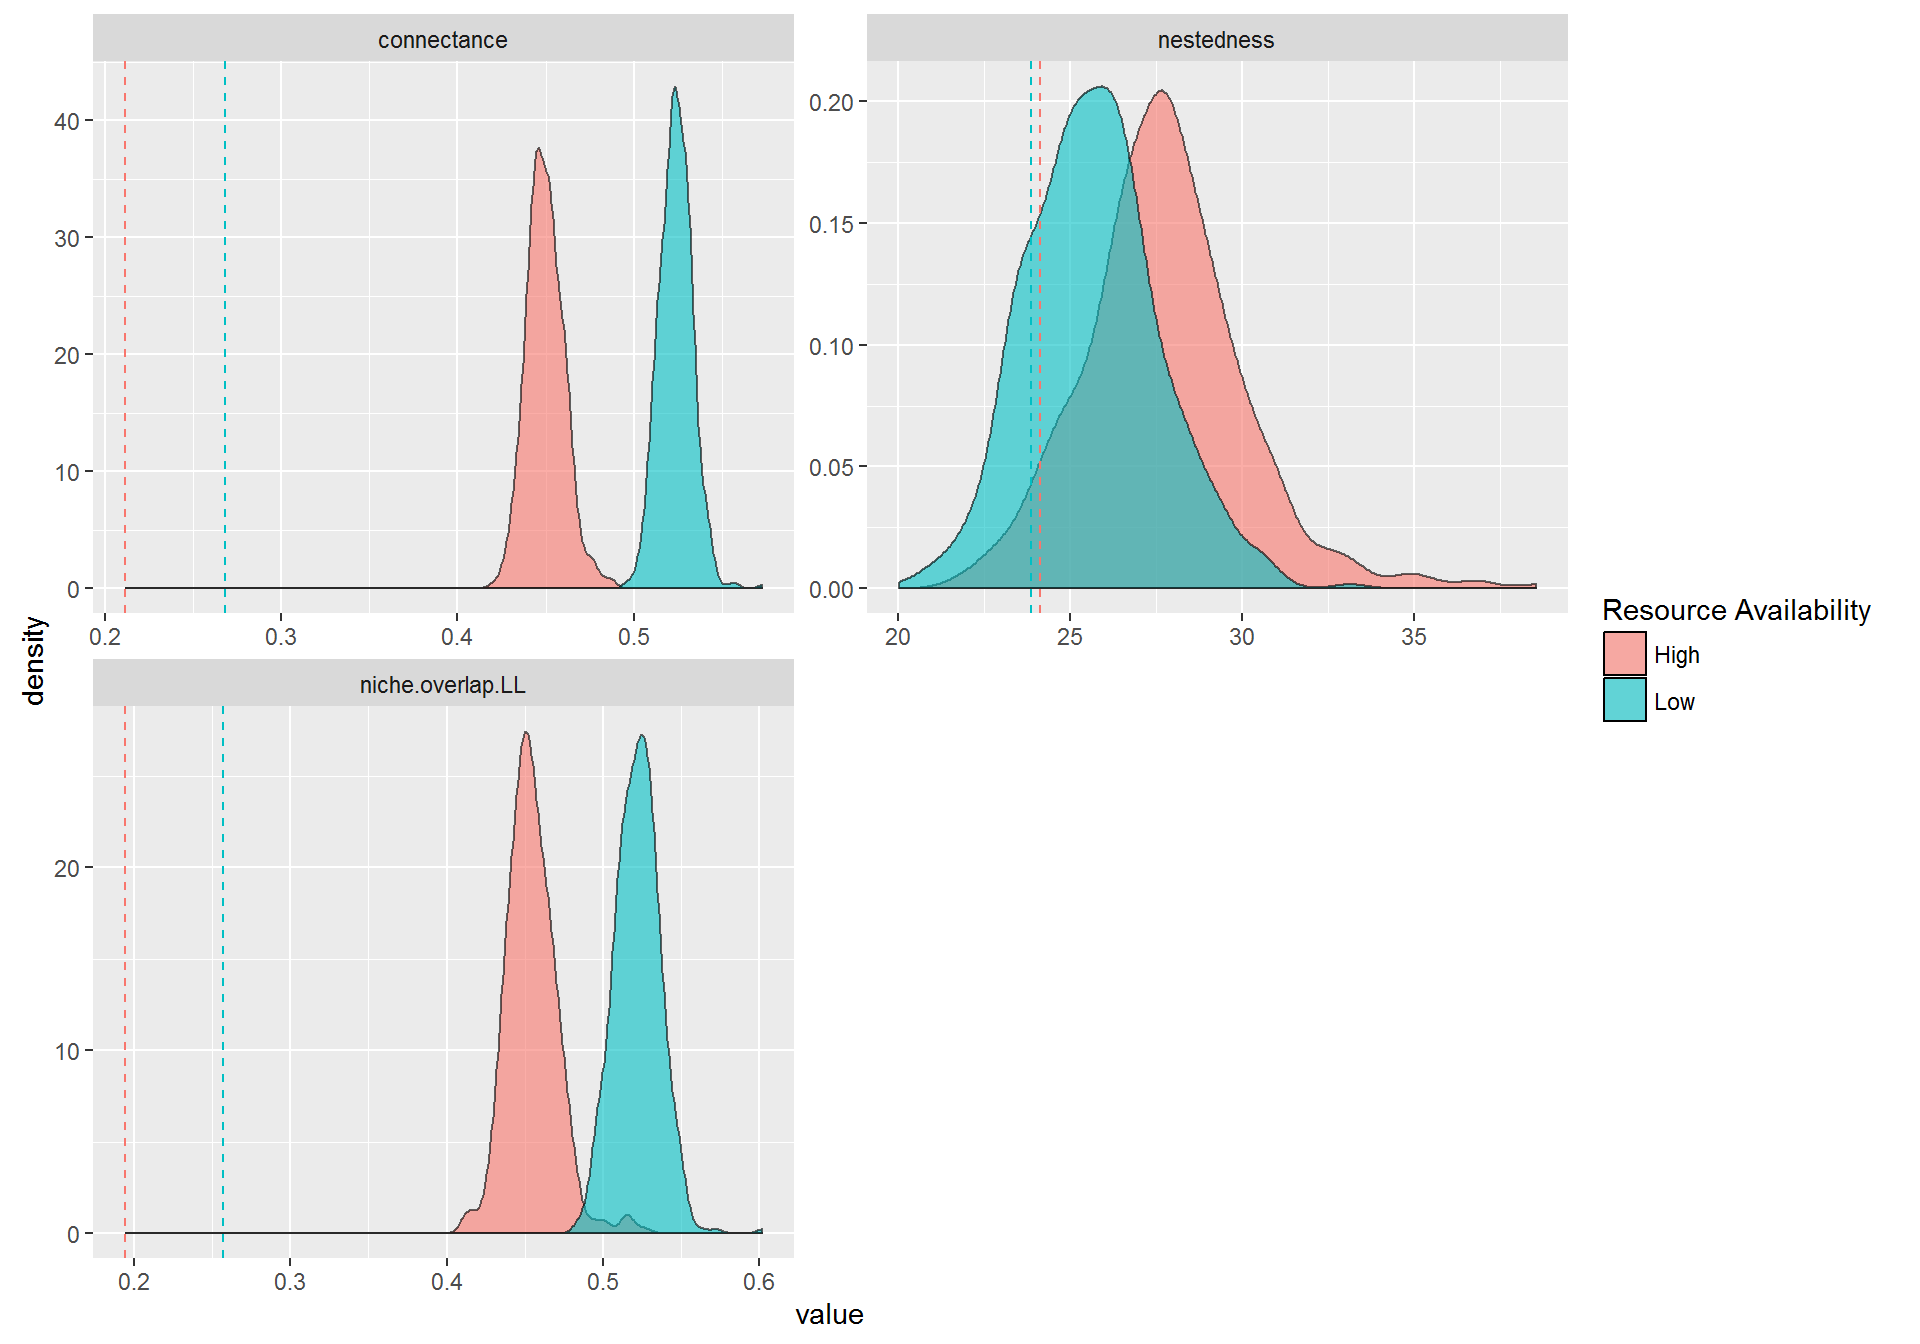 connectance
nestedness
40
30
20
10
0
0.2 0.3 0.4 0.5
0.20
0.15
0.10
0.05
0.00
20 25 30 35
density
niche.overlap.LL
20
10
0
0.2 0.3 0.4 0.5 0.6
value
Resource Availability
High
Low